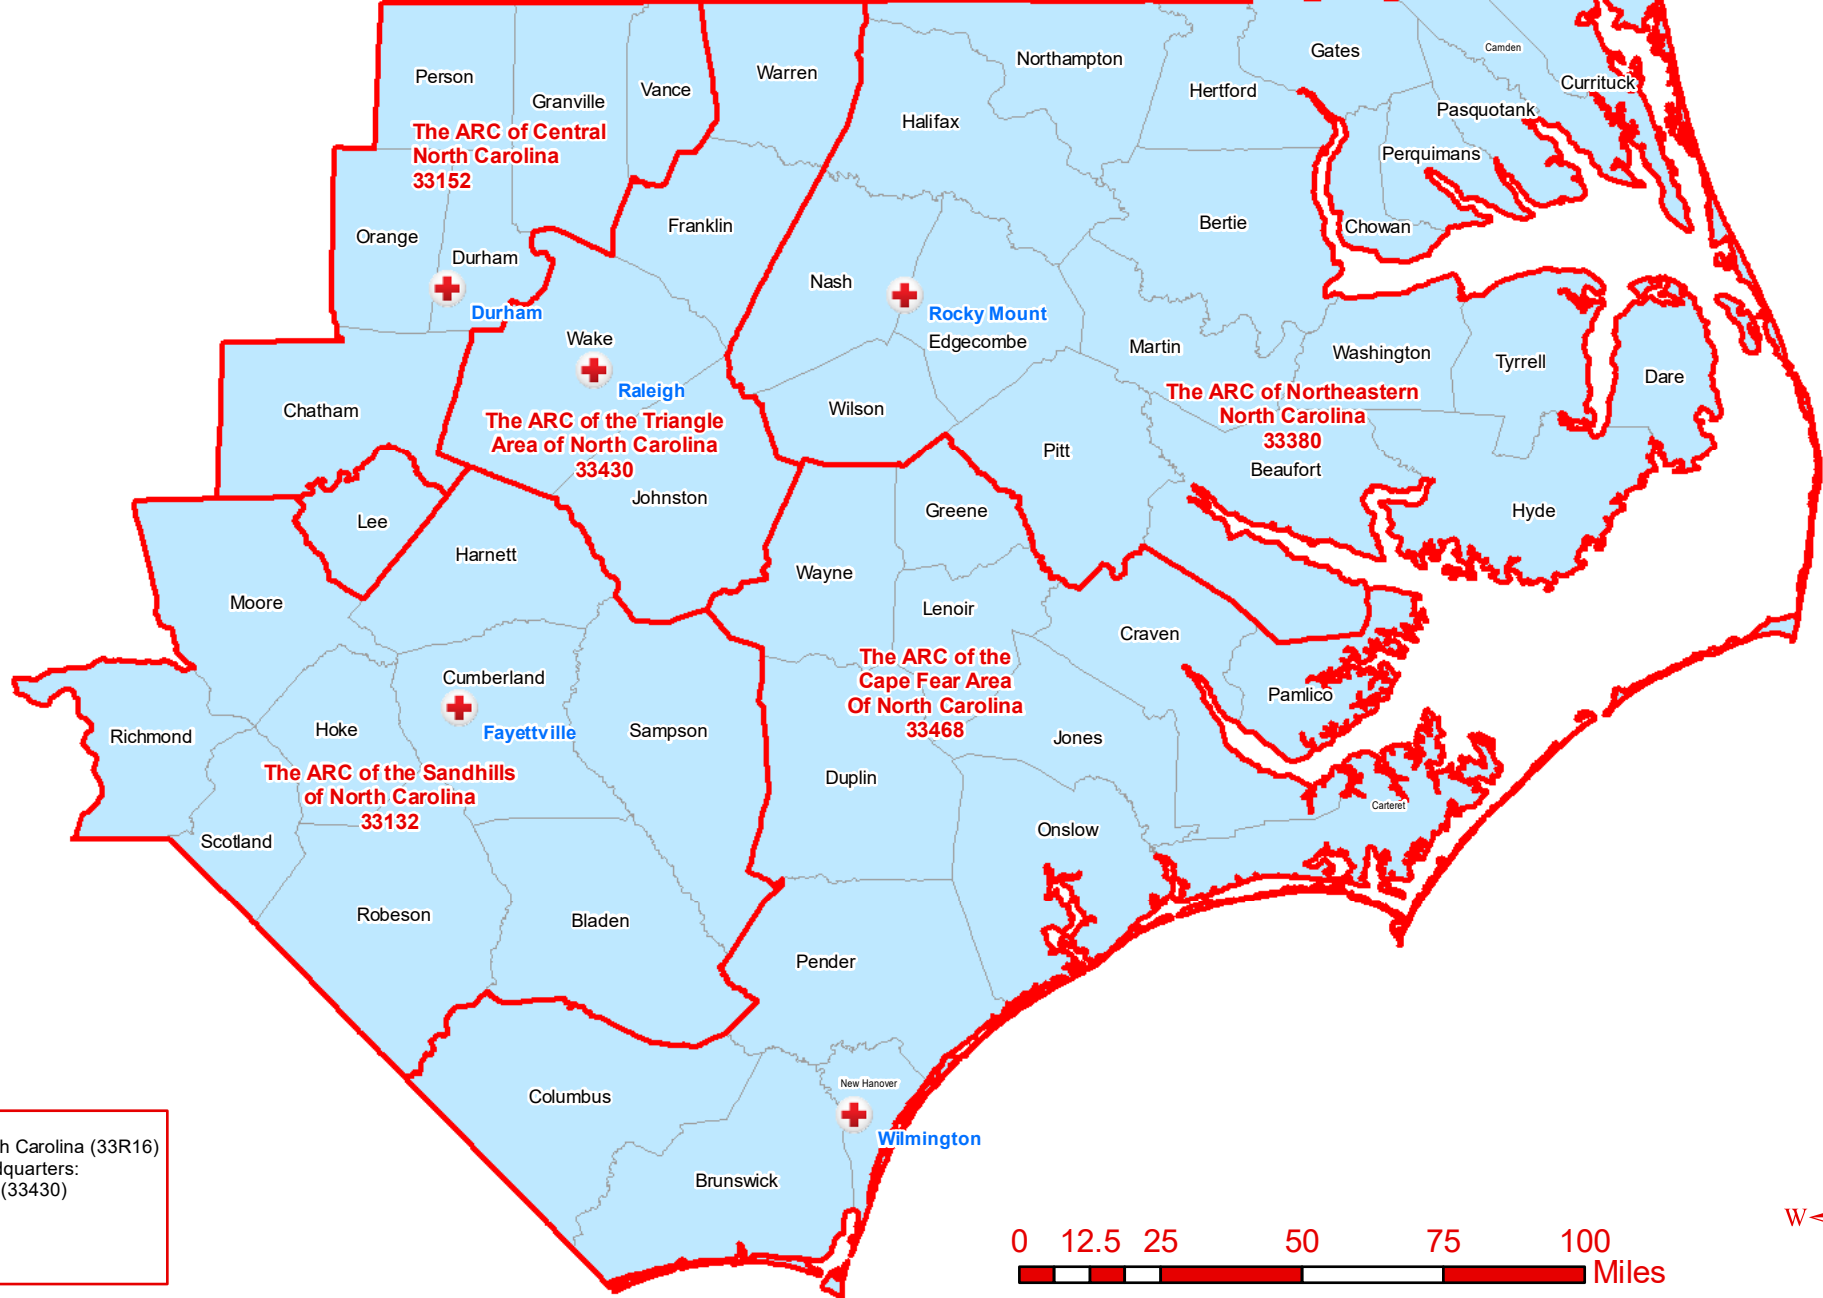 Camden
Gates
Northampton
Warren
Person
Currituck
Vance
Hertford
Granville
Pasquotank
Halifax
The ARC of Central
North Carolina
33152
Perquimans
Bertie
Franklin
Chowan
Orange
Durham
Nash
Durham
Rocky Mount
Wake
Edgecombe
Martin
Washington
Tyrrell
Dare
Raleigh
The ARC of Northeastern
North Carolina
33380
Chatham
Wilson
The ARC of the Triangle
Area of North Carolina
33430
Pitt
Beaufort
Johnston
Greene
Hyde
Lee
Harnett
Wayne
Moore
Lenoir
Craven
The ARC of the
Cape Fear Area
Of North Carolina
33468
Cumberland
Pamlico
Richmond
Hoke
Fayettville
Sampson
Jones
The ARC of the Sandhills
of North Carolina
33132
Duplin
Carteret
Onslow
Scotland
Robeson
Bladen
Pender
New Hanover
Columbus
Wilmington
h Carolina (33R16)
dquarters:
(33430)
Brunswick
W
0 12.5 25 50 75 100
Miles